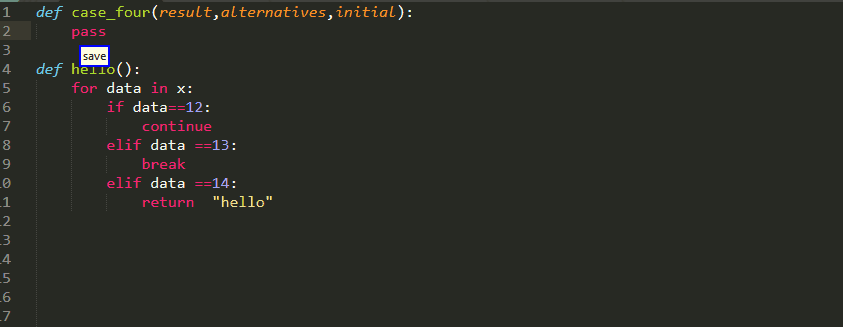 1 def case_four(result,alternatives,initial):
2     pass
3
save
4 def hello():
5     for data in x:
6         if data==12:
7             continue
8         elif data ==13:
9             break
0         elif data ==14:
1             return  "hello"
2
3
4
5
6
7